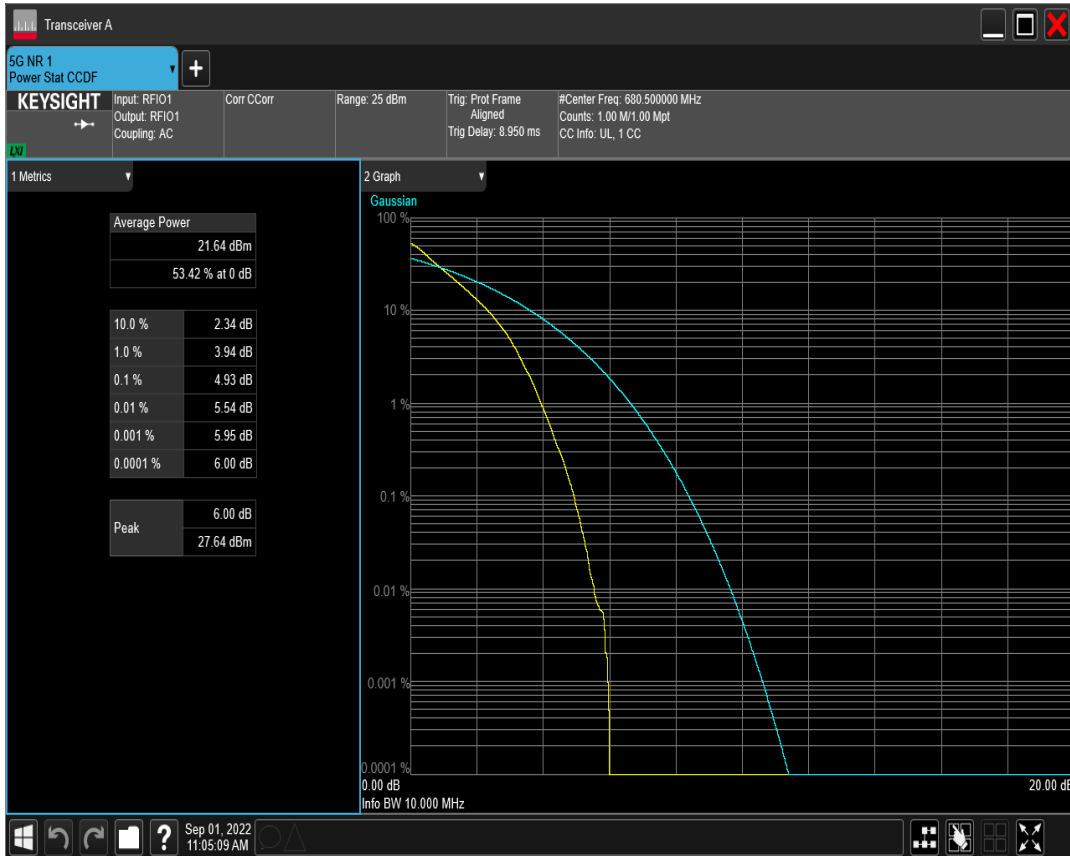 Transceiver A
5G NR 1
Power Stat CCDF
KEYSIGHT
LXI
Input: RFIO1
Output: RFIO1
Coupling: AC
Corr CCorr
Range: 25 dBm
Trig: Prot Frame
Aligned
Trig Delay: 8.950 ms
#Center Freq: 680.500000 MHz
Counts: 1.00 M/1.00 Mpt
CC Info: UL, 1 CC
1 Metrics
Average Power
21.64 dBm
53.42 % at 0 dB
10.0 % 2.34 dB
1.0 % 3.94 dB
0.1 % 4.93 dB
0.01 % 5.54 dB
0.001 % 5.95 dB
0.0001 % 6.00 dB
Peak
6.00 dB
27.64 dBm
2 Graph
Gaussian
100 %
10 %
1 %
0.1 %
0.01 %
0.001 %
0.0001 %
0.00 dB 20.00 dB
Info BW 10.000 MHz
?
Sep 01, 2022
11:05:09 AM